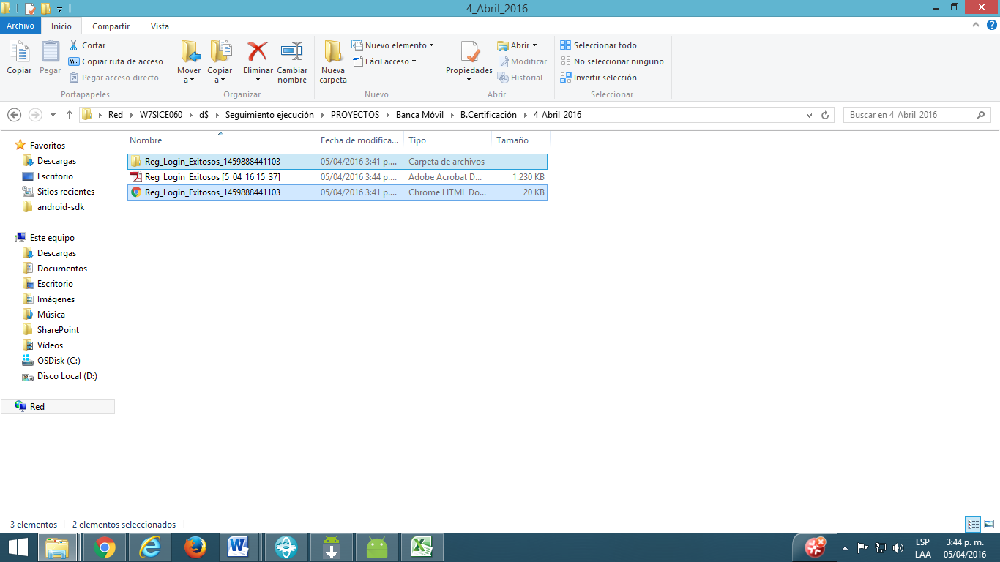 4_Abril_2016
Archivo Inicio Compartir Vista
Copiar
Pegar
Cortar
Copiar ruta de acceso
Pegar acceso directo
Portapapeles
Mover a
Copiar a
Eliminar
Cambiar nombre
Organizar
Nueva carpeta
Nuevo elemento
Fácil acceso
Nuevo
Propiedades
Abrir
Modificar
Historial
Abrir
Seleccionar todo
No seleccionar ninguno
Invertir selección
Seleccionar
Red W7SICE060 d$ Seguimiento ejecución PROYECTOS Banca Móvil B.Certificación 4_Abril_2016
Buscar en 4_Abril_2016
Favoritos
Descargas
Escritorio
Sitios recientes
android-sdk
Este equipo
Descargas
Documentos
Escritorio
Imágenes
Música
SharePoint
Vídeos
OSDisk (C:)
Disco Local (D:)
Red
Nombre Fecha de modifica... Tipo Tamaño
Reg_Login_Exitosos_1459888441103 05/04/2016 3:41 p.... Carpeta de archivos
Reg_Login_Exitosos [5_04_16 15_37] 05/04/2016 3:44 p.... Adobe Acrobat D... 1.230 KB
Reg_Login_Exitosos_1459888441103 05/04/2016 3:41 p.... Chrome HTML Do... 20 KB
3 elementos 2 elementos seleccionados
ESP
LAA
3:44 p. m.
05/04/2016